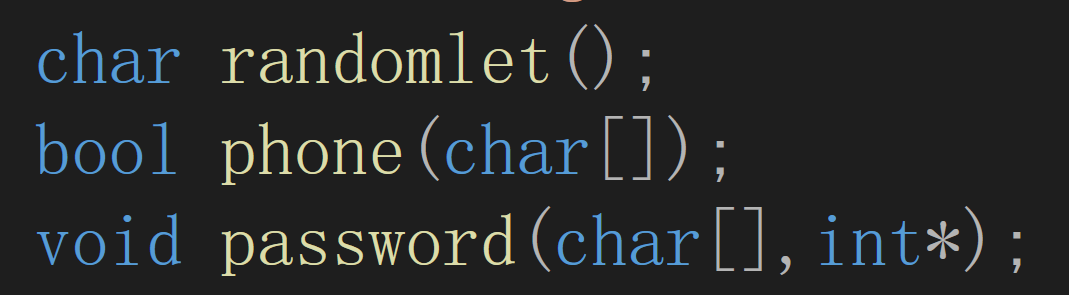 char randomlet();
bool phone(char[]);
void password(char[],int*);